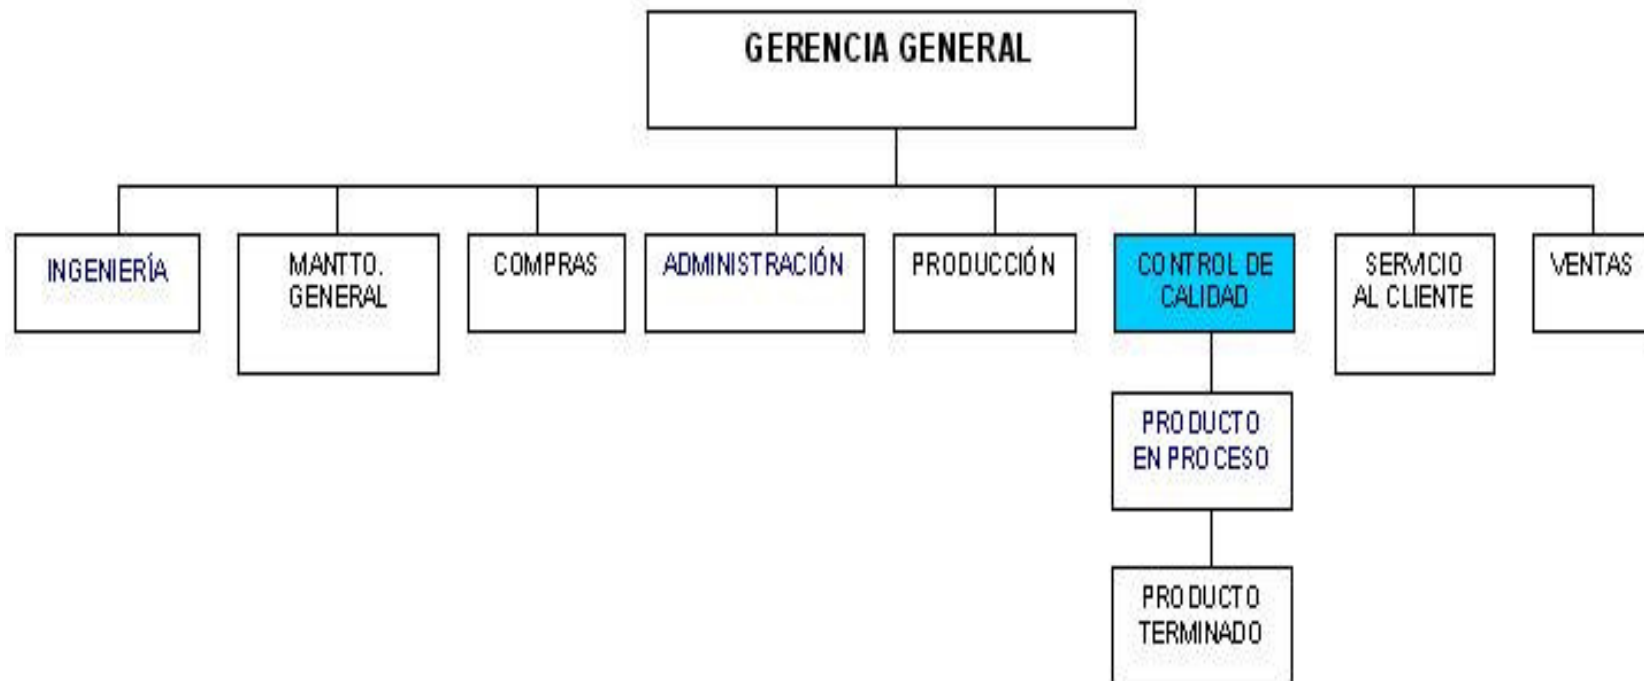 GERENCIA GENERAL
INGENIERÍA
MANTTO.
GENERAL
COMPRAS
ADMINISTRACIÓN
PRODUCCIÓN
CONTROL DE
CALIDAD
SERVICIO
AL CLIENTE
VENTAS
PRODUCTO
EN PROCESO
PRODUCTO
TERMINADO